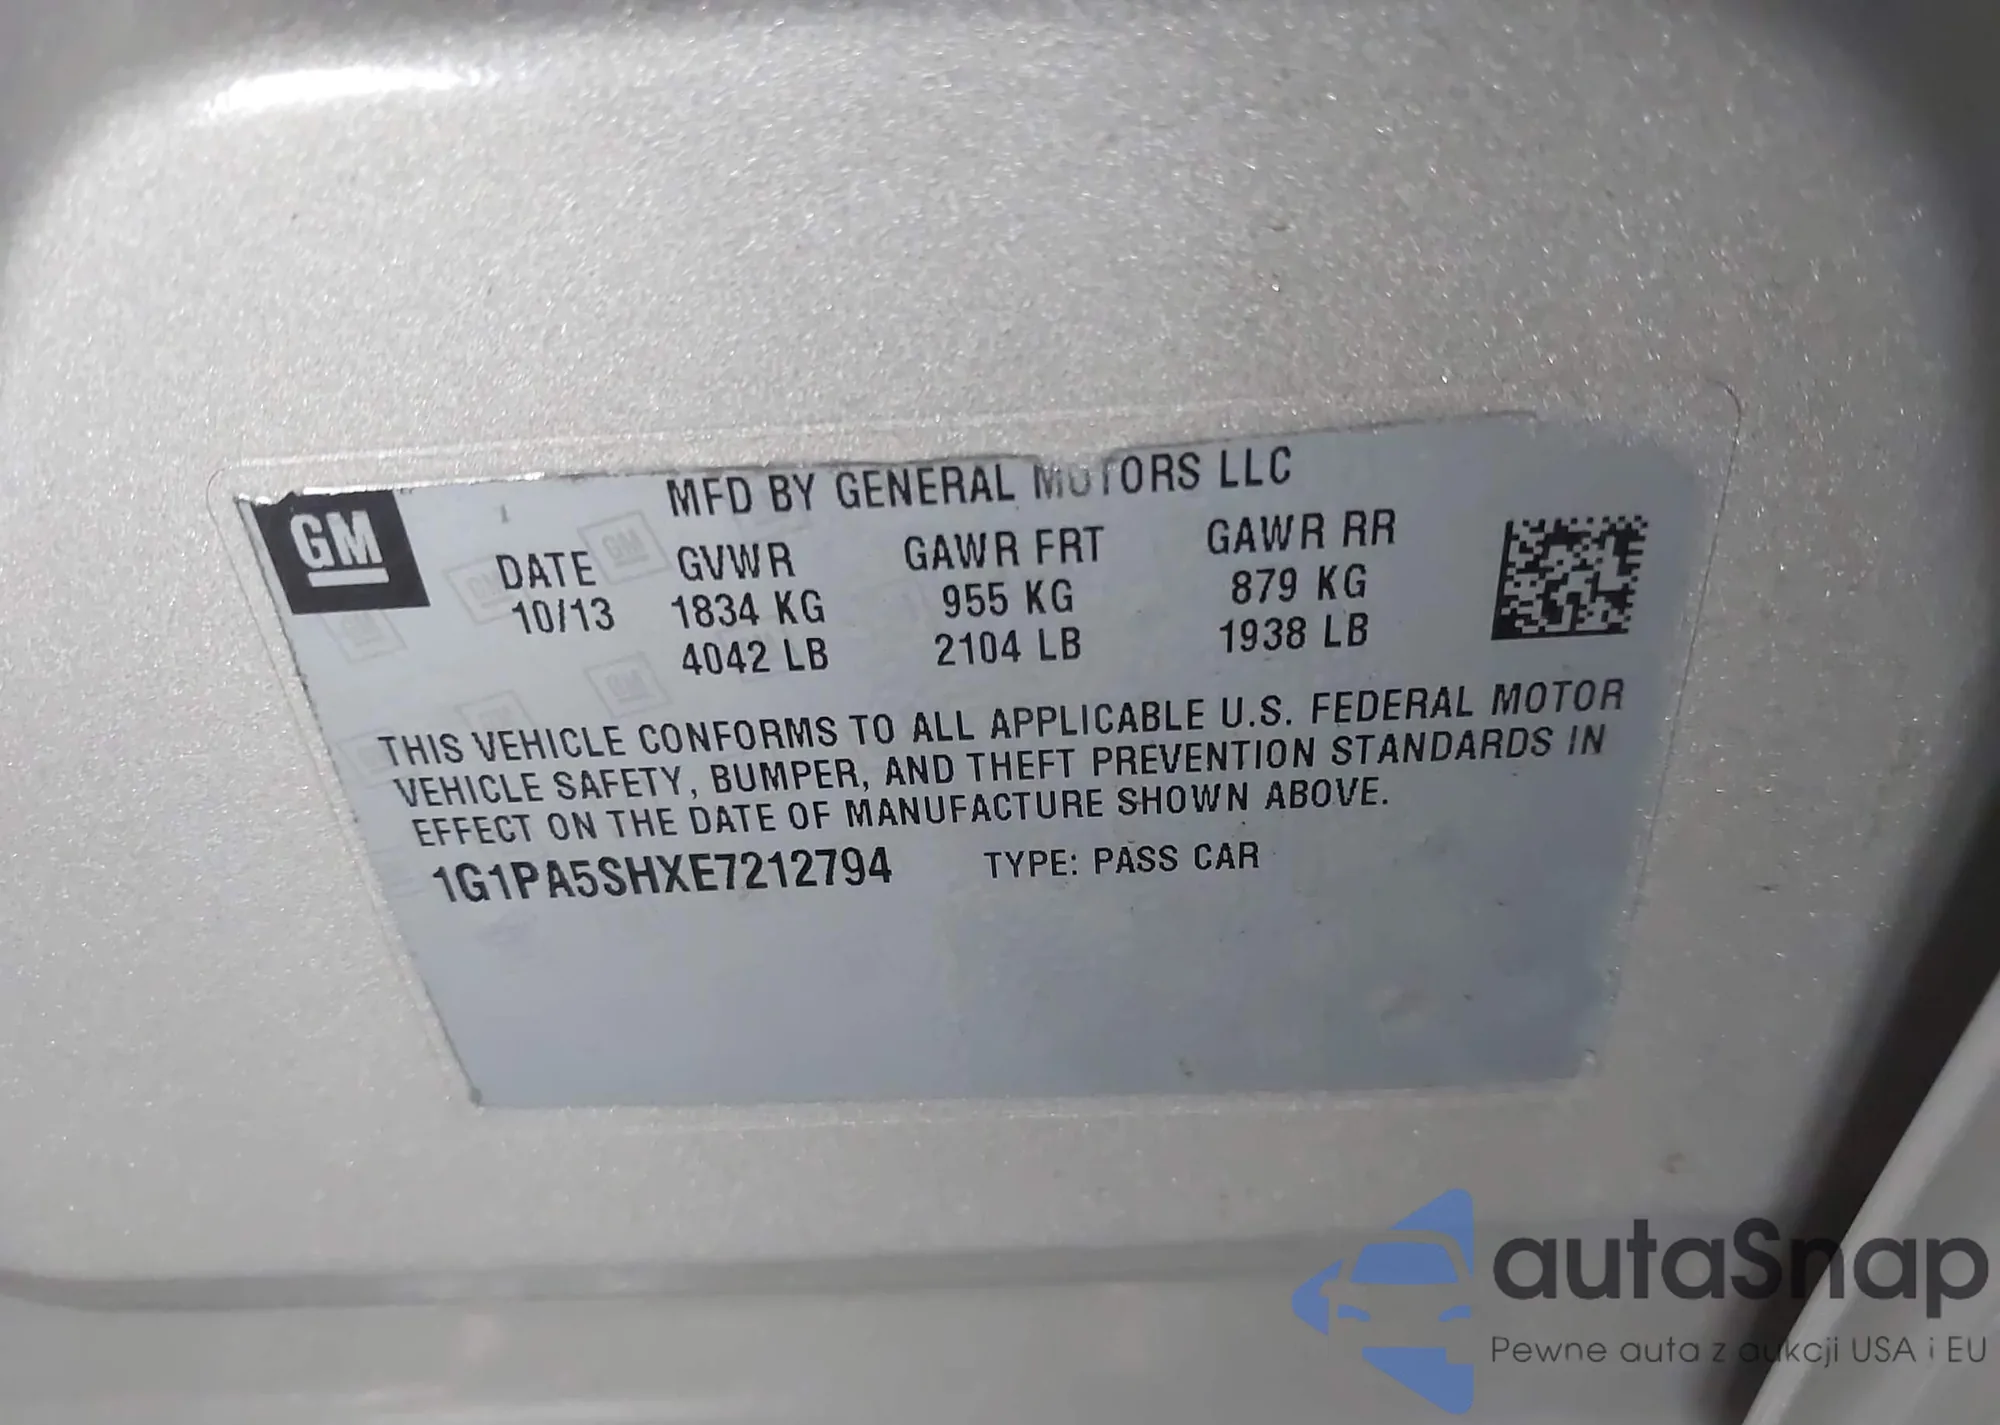 MFD BY GENERAL MOTORS LLC
GM
DATE GVWR GAWR FRT GAWR RR
10/13 1834 KG 955 KG 879 KG
4042 LB 2104 LB 1938 LB
THIS VEHICLE CONFORMS TO ALL APPLICABLE U.S. FEDERAL MOTOR
VEHICLE SAFETY, BUMPER, AND THEFT PREVENTION STANDARDS IN
EFFECT ON THE DATE OF MANUFACTURE SHOWN ABOVE.
1G1PA5SHXE7212794 TYPE: PASS CAR
autaSnap
Pewne auta z aukcji USA i EU